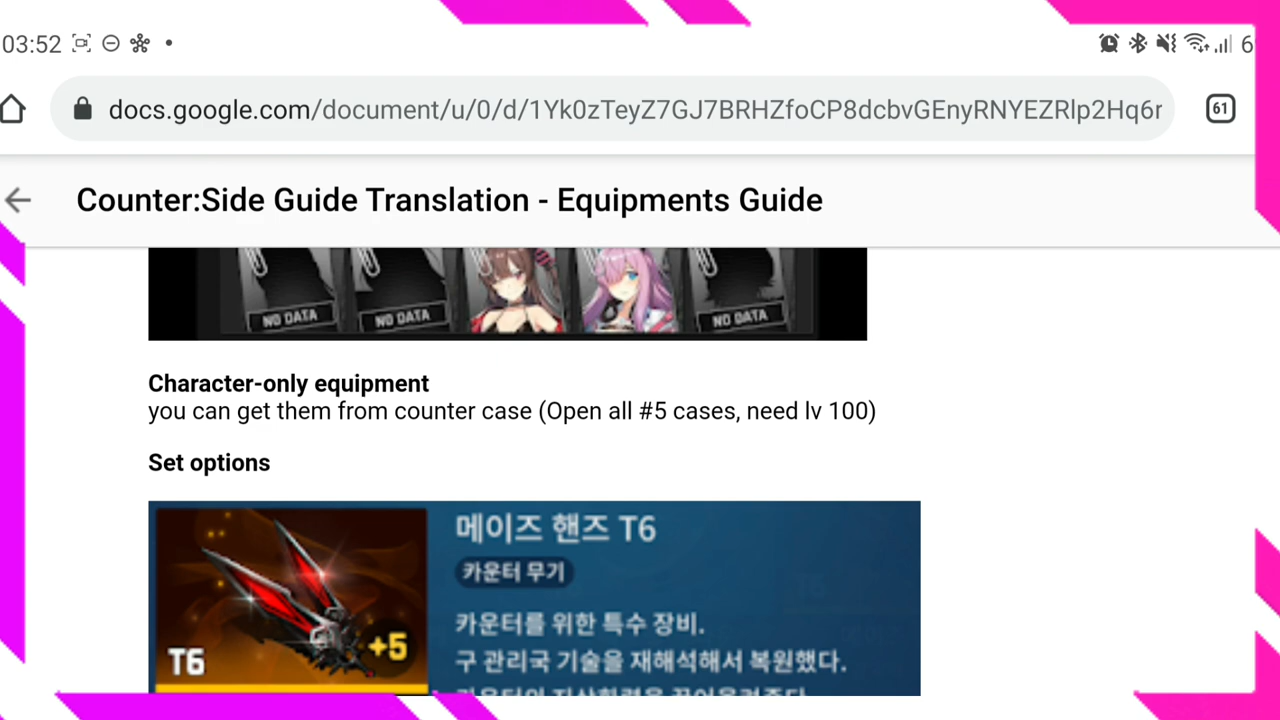 03:52
6
docs.google.com/document/u/0/d/1Yk0zTeyZ7GJ7BRHZfoCP8dcbvGEnyRNYEZRlp2Hq6r
61
Counter:Side Guide Translation - Equipments Guide
NO DATA NO DATA NO DATA
Character-only equipment
you can get them from counter case (Open all #5 cases, need lv 100)
Set options
메이즈 핸즈 T6
카운터 무기
카운터를 위한 특수 장비.
구 관리국 기술을 재해석해서 복원했다.
T6 +5